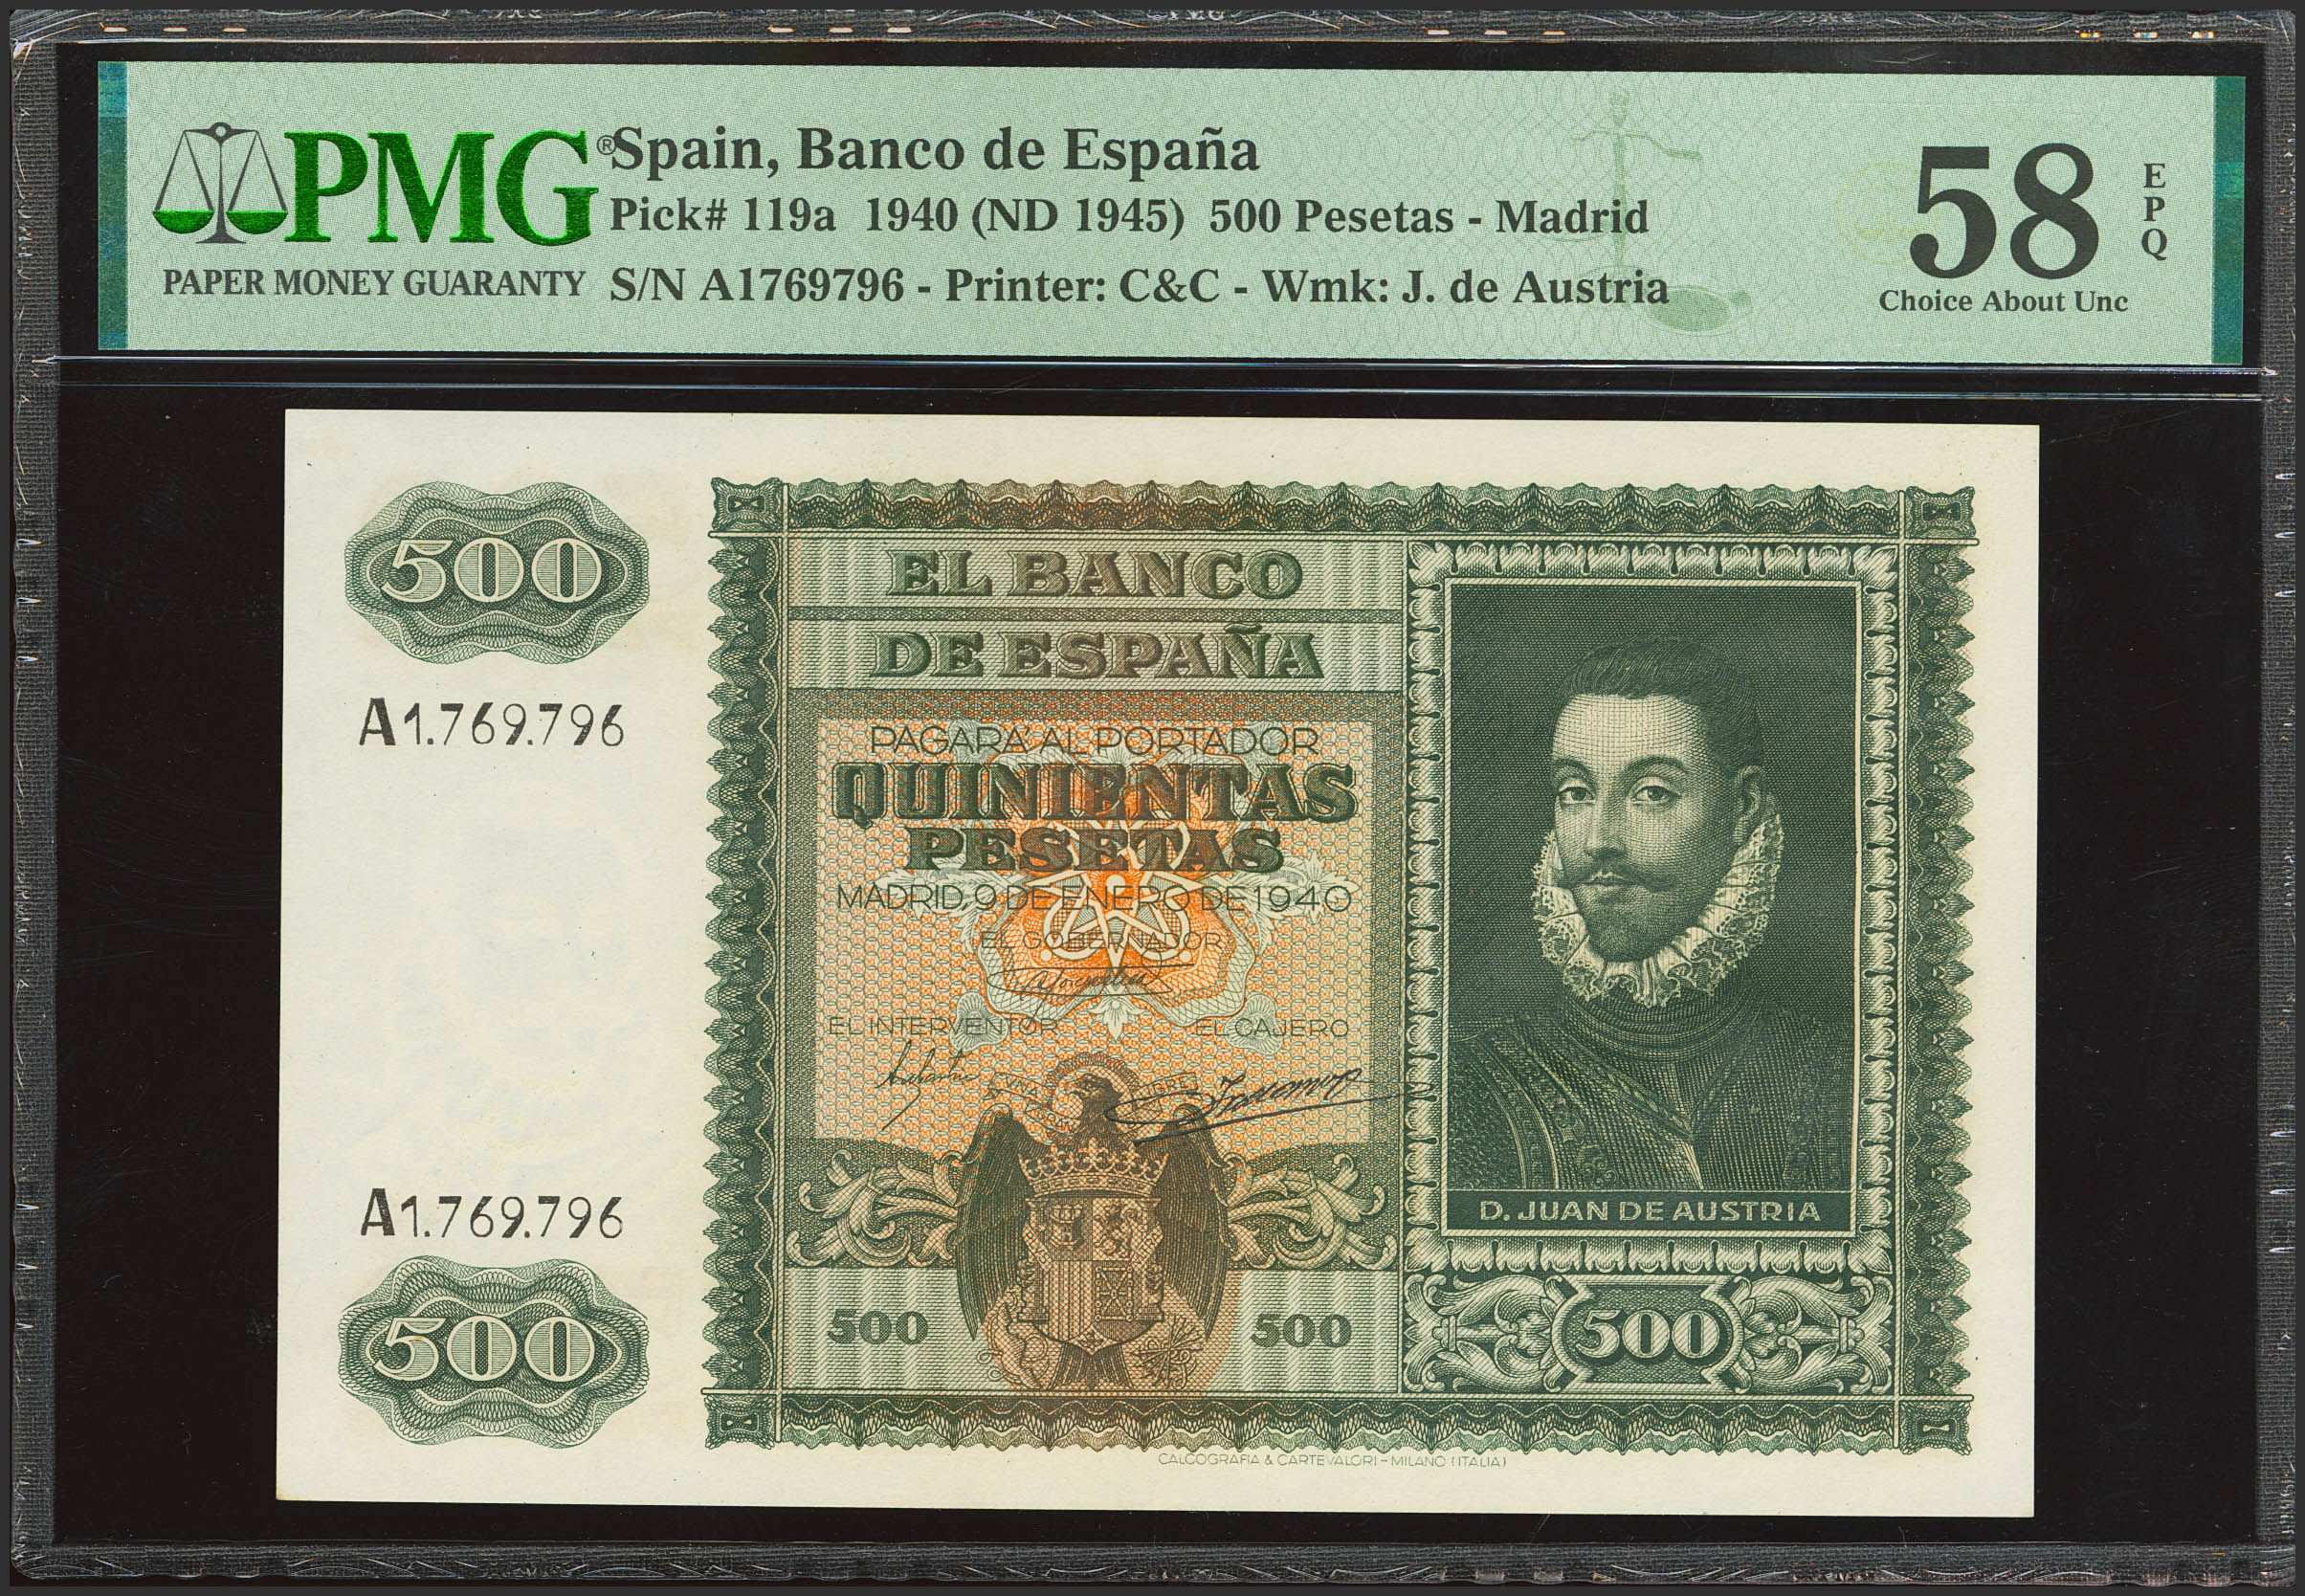 PMG®
PAPER MONEY GUARANTY
Spain, Banco de España
Pick# 119a 1940 (ND 1945) 500 Pesetas - Madrid
S/N A1769796 - Printer: C&C - Wmk: J. de Austria
58
EPQ
Choice About Unc
500
A1.769.796
A1.769.796
500
EL BANCO
DE ESPAÑA
PAGARA' AL PORTADOR
QUINIENTAS
PESETAS
MADRID, 9 DE ENERO DE 1940
EL GOBERNADOR
EL INTERVENTOR EL CAJERO
500 500
D. JUAN DE AUSTRIA
500
CALCOGRAFIA & CARTEVALORI - MILANO (ITALIA)